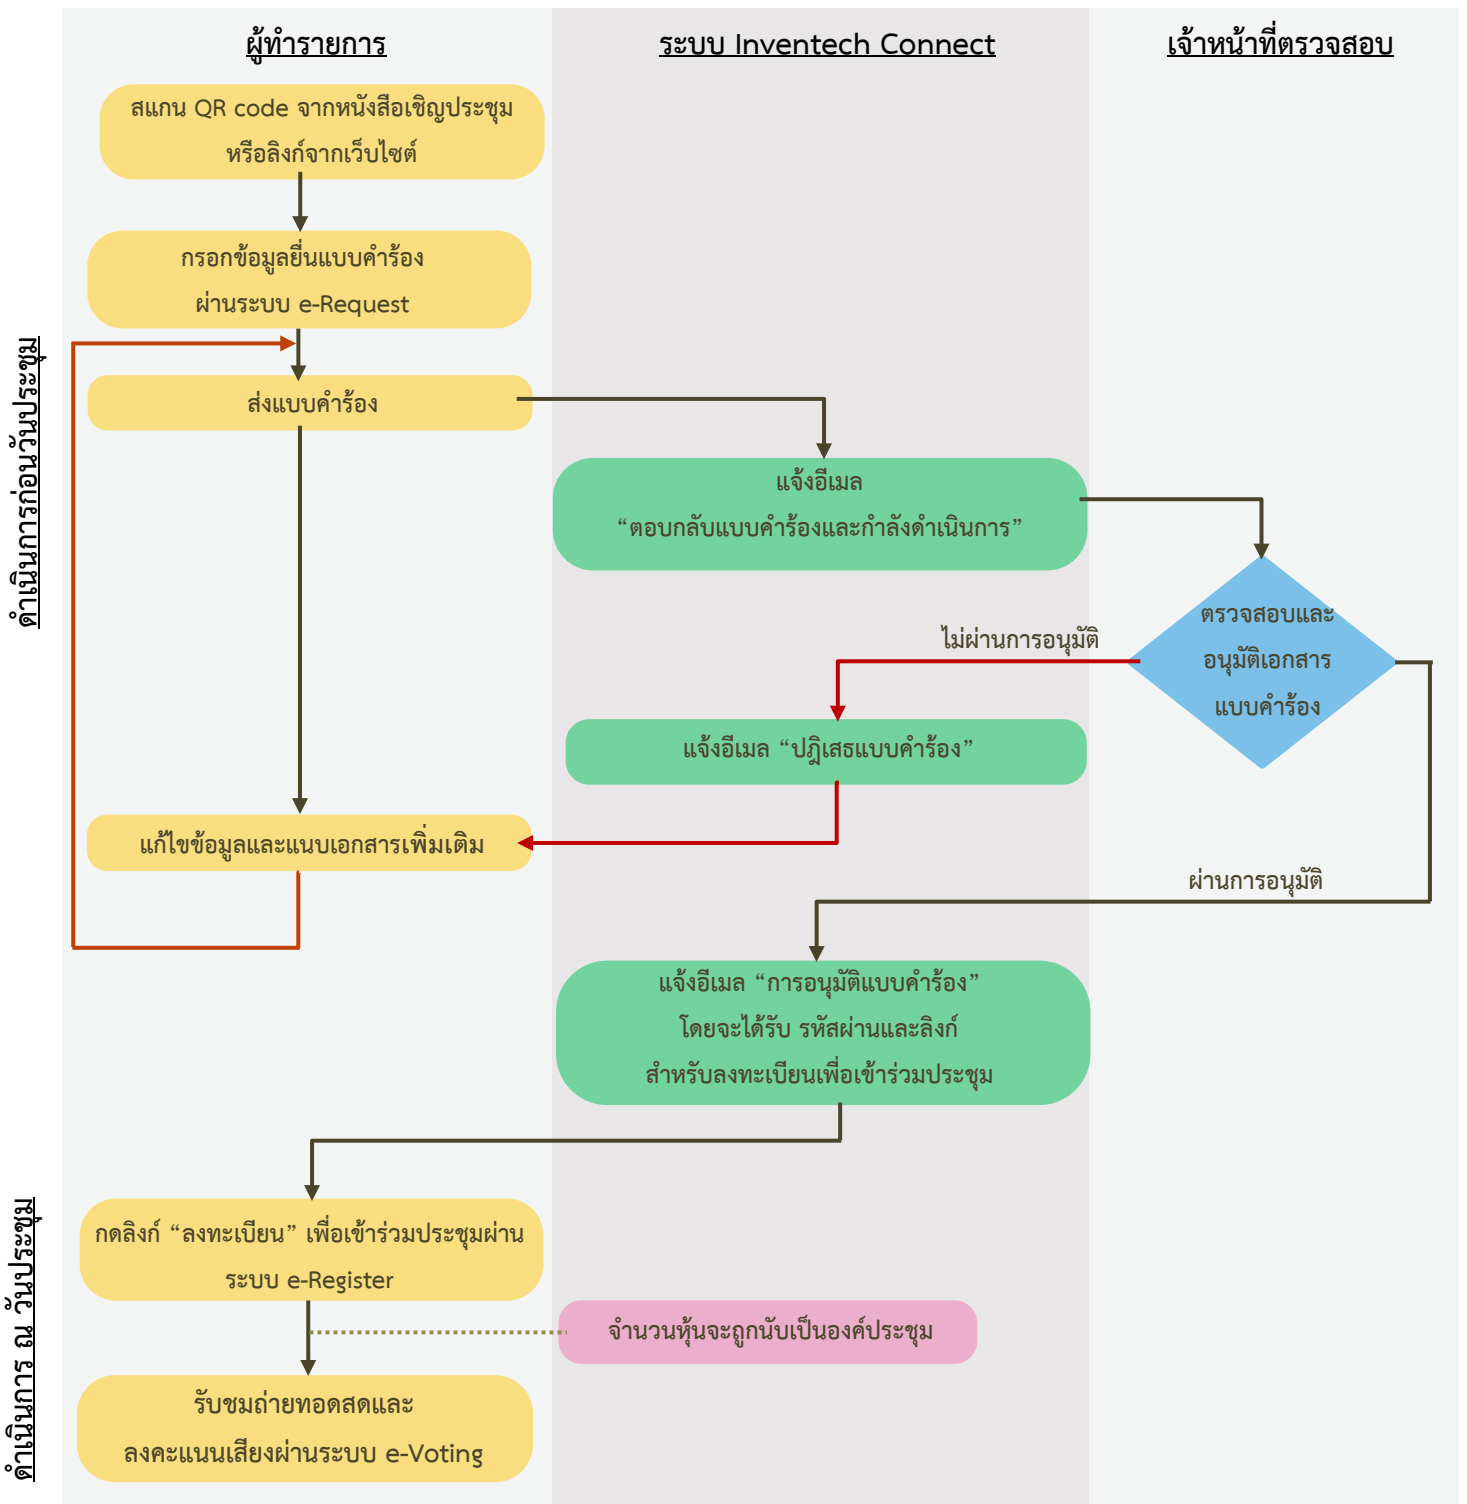 ผู้ทำรายการ
ระบบ Inventech Connect
เจ้าหน้าที่ตรวจสอบ
ดำเนินการก่อนวันประชุม
สแกน QR code จากหนังสือเชิญประชุม
หรือลิงก์จากเว็บไซต์
กรอกข้อมูลยื่นแบบคำร้อง
ผ่านระบบ e-Request
ส่งแบบคำร้อง
แจ้งอีเมล
“ตอบกลับแบบคำร้องและกำลังดำเนินการ”
ตรวจสอบและ
อนุมัติเอกสาร
แบบคำร้อง
ไม่ผ่านการอนุมัติ
แจ้งอีเมล “ปฎิเสธแบบคำร้อง”
แก้ไขข้อมูลและแนบเอกสารเพิ่มเติม
ผ่านการอนุมัติ
แจ้งอีเมล “การอนุมัติแบบคำร้อง”
โดยจะได้รับ รหัสผ่านและลิงก์
สำหรับลงทะเบียนเพื่อเข้าร่วมประชุม
ดำเนินการ ณ วันประชุม
กดลิงก์ “ลงทะเบียน” เพื่อเข้าร่วมประชุมผ่าน
ระบบ e-Register
จำนวนหุ้นจะถูกนับเป็นองค์ประชุม
รับชมถ่ายทอดสดและ
ลงคะแนนเสียงผ่านระบบ e-Voting